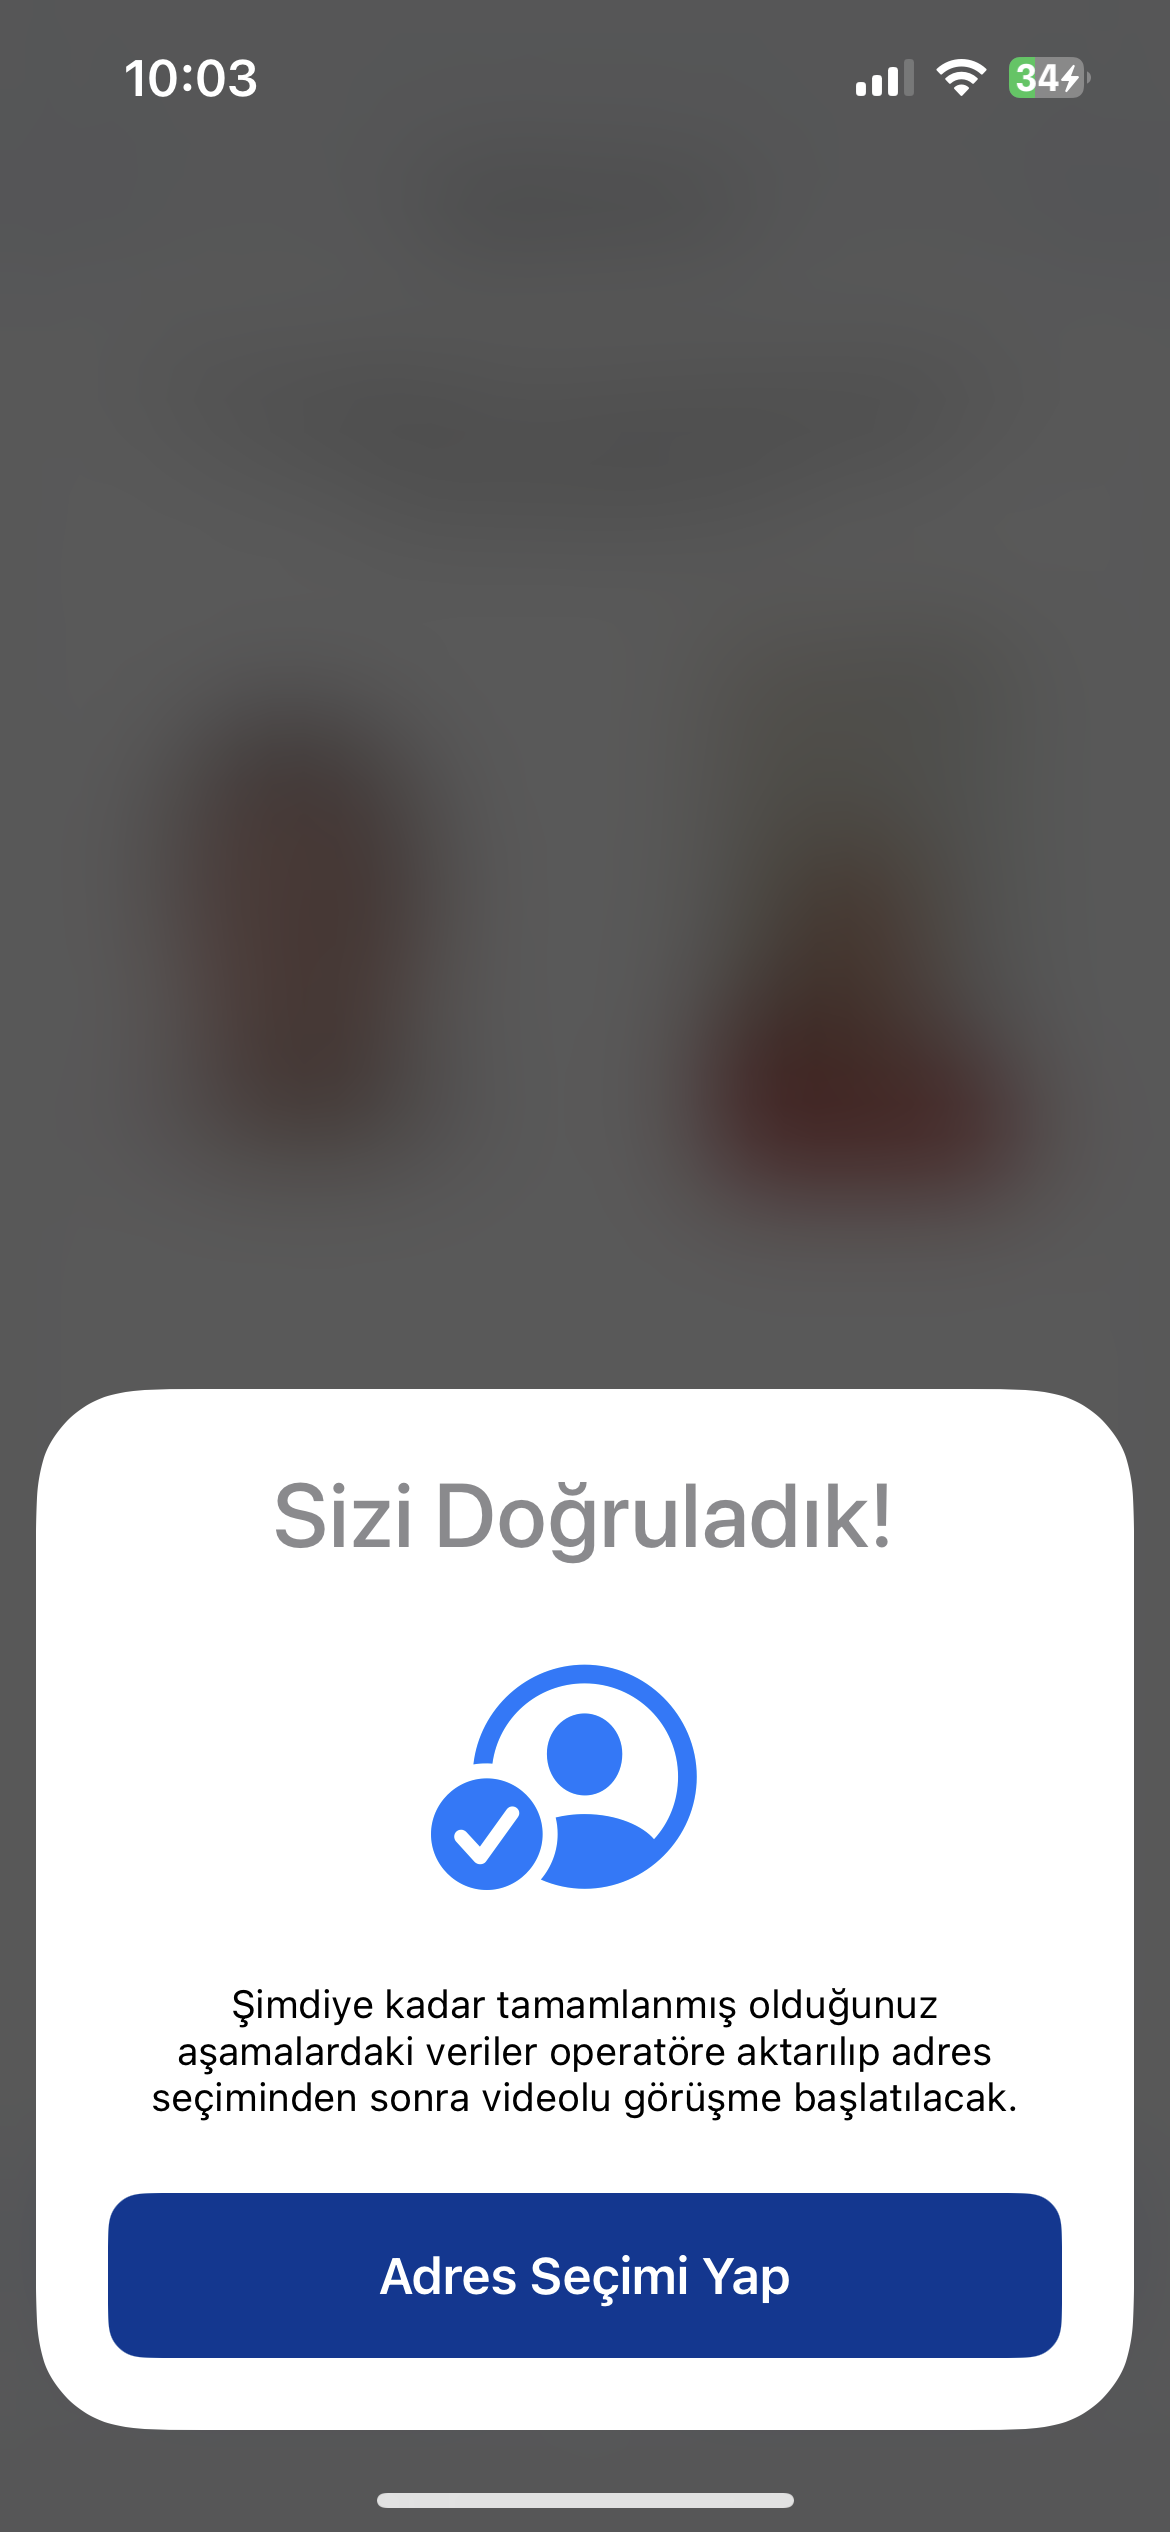 10:03
34
Sizi Doğruladık!
Şimdiye kadar tamamlanmış olduğunuz
aşamalardaki veriler operatöre aktarılıp adres
seçiminden sonra videolu görüşme başlatılacak.
Adres Seçimi Yap